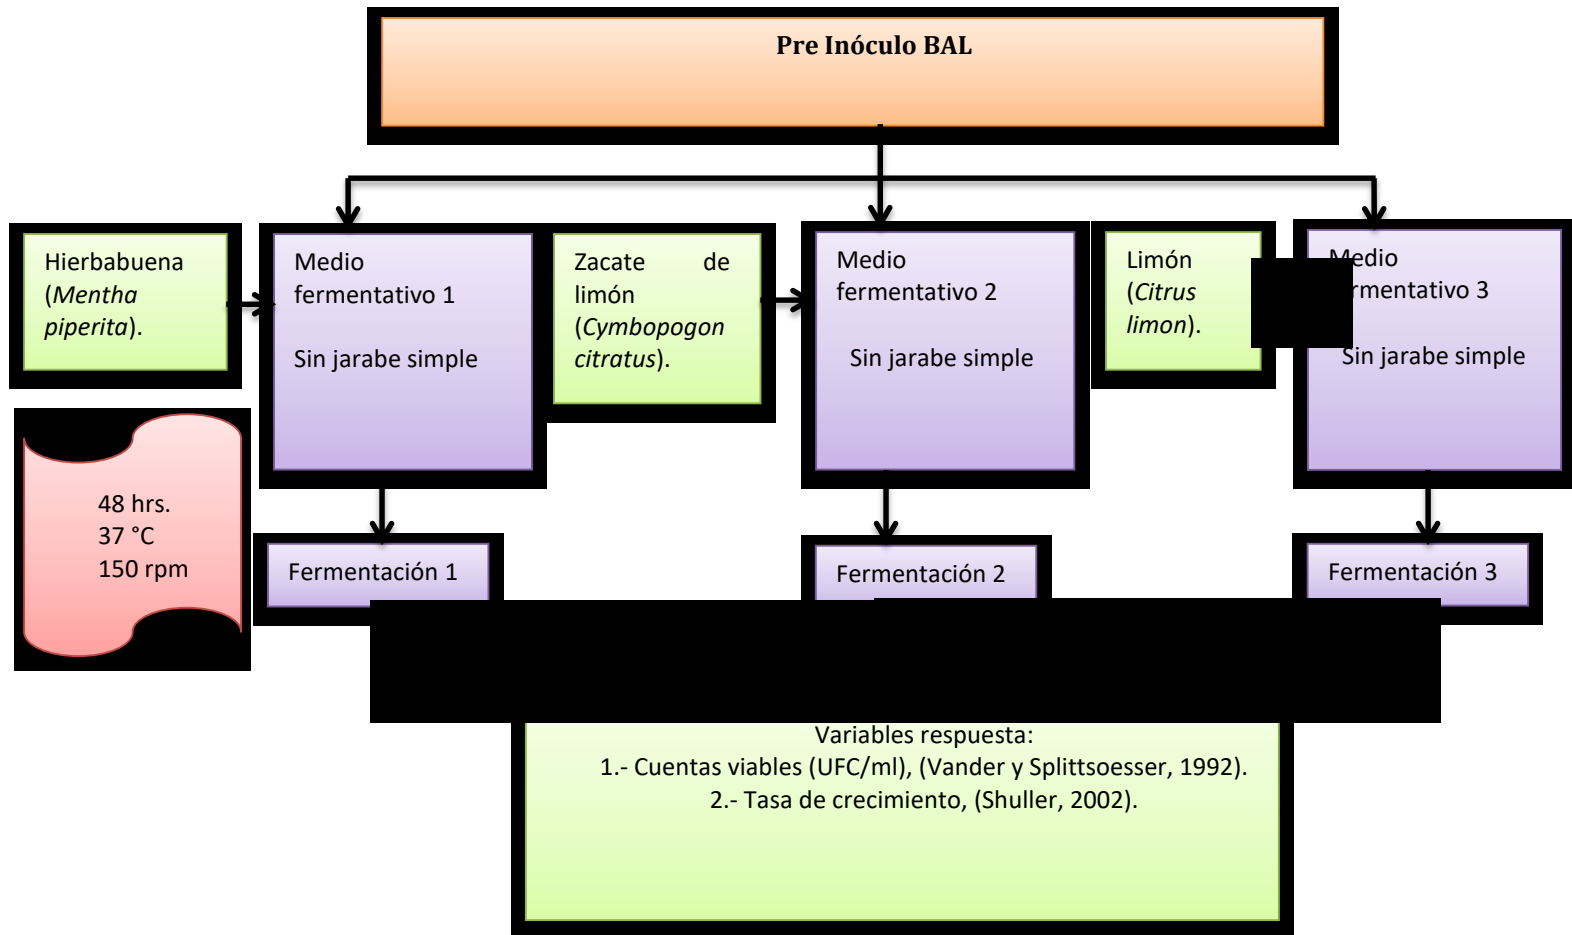 Pre Inóculo BAL
Hierbabuena
(Mentha
piperita).
Medio
fermentativo 1
Sin jarabe simple
Zacate de
limón
(Cymbopogon
citratus).
Medio
fermentativo 2
Sin jarabe simple
Limón
(Citrus
limon).
Medio
rmentativo 3
Sin jarabe simple
48 hrs.
37 °C
150 rpm
Fermentación 1
Fermentación 2
Fermentación 3
Variables respuesta:
1.- Cuentas viables (UFC/ml), (Vander y Splittsoesser, 1992).
2.- Tasa de crecimiento, (Shuller, 2002).